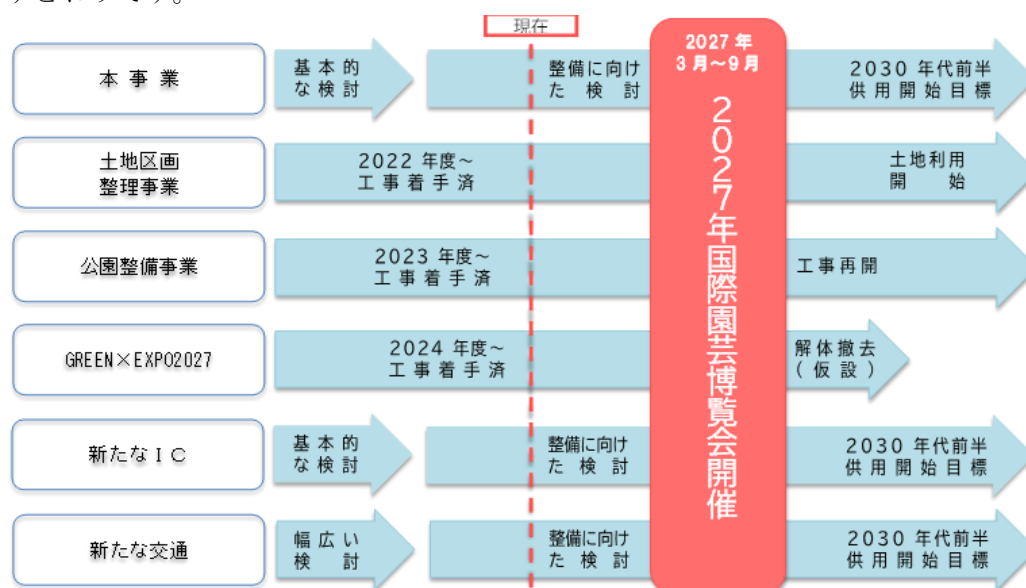 現在
2027年
3月～9月
2027年国際園芸博覧会開催
本事業
基本的
な検討
整備に向け
た検討
2030年代前半
供用開始目標
土地区画
整理事業
2022年度～
工事着手済
土地利用
開始
公園整備事業
2023年度～
工事着手済
工事再開
GREEN×EXPO2027
2024年度～
工事着手済
解体撤去
(仮設)
新たなIC
基本的
な検討
整備に向け
た検討
2030年代前半
供用開始目標
新たな交通
幅広い
検討
整備に向け
た検討
2030年代前半
供用開始目標